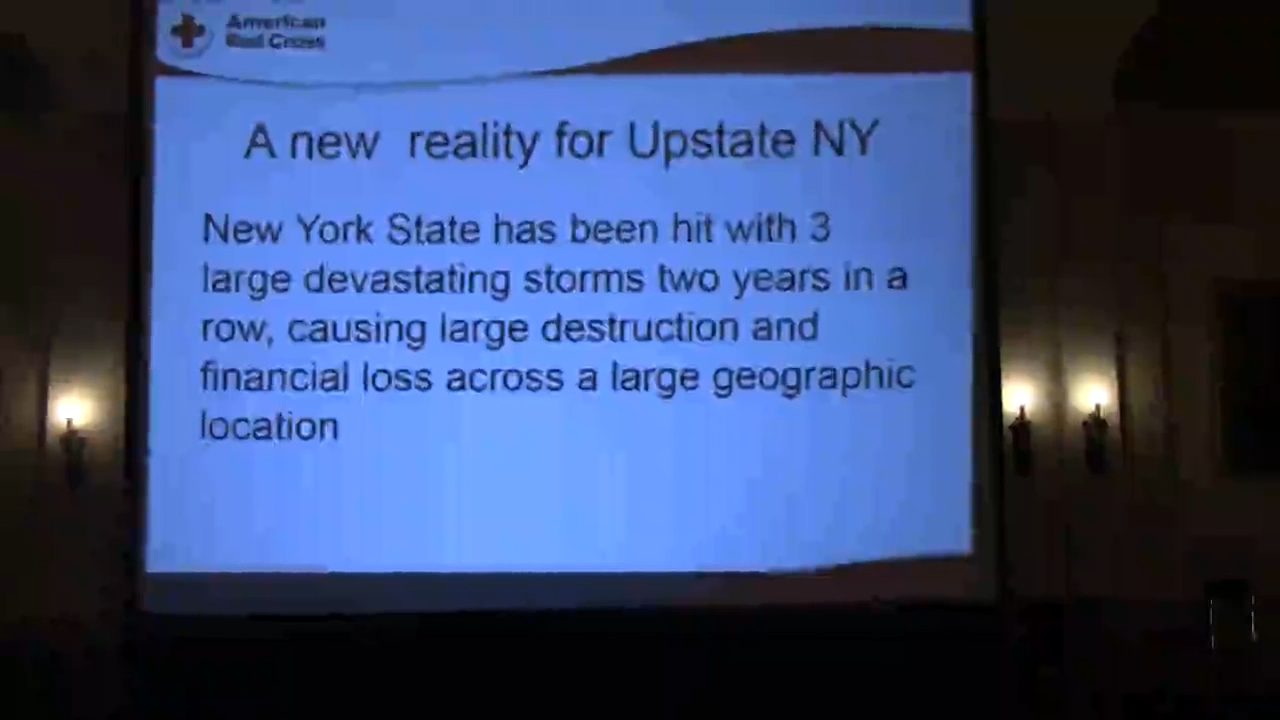 American
Red Cross
A new reality for Upstate NY
New York State has been hit with 3
large devastating storms two years in a
row, causing large destruction and
financial loss across a large geographic
location